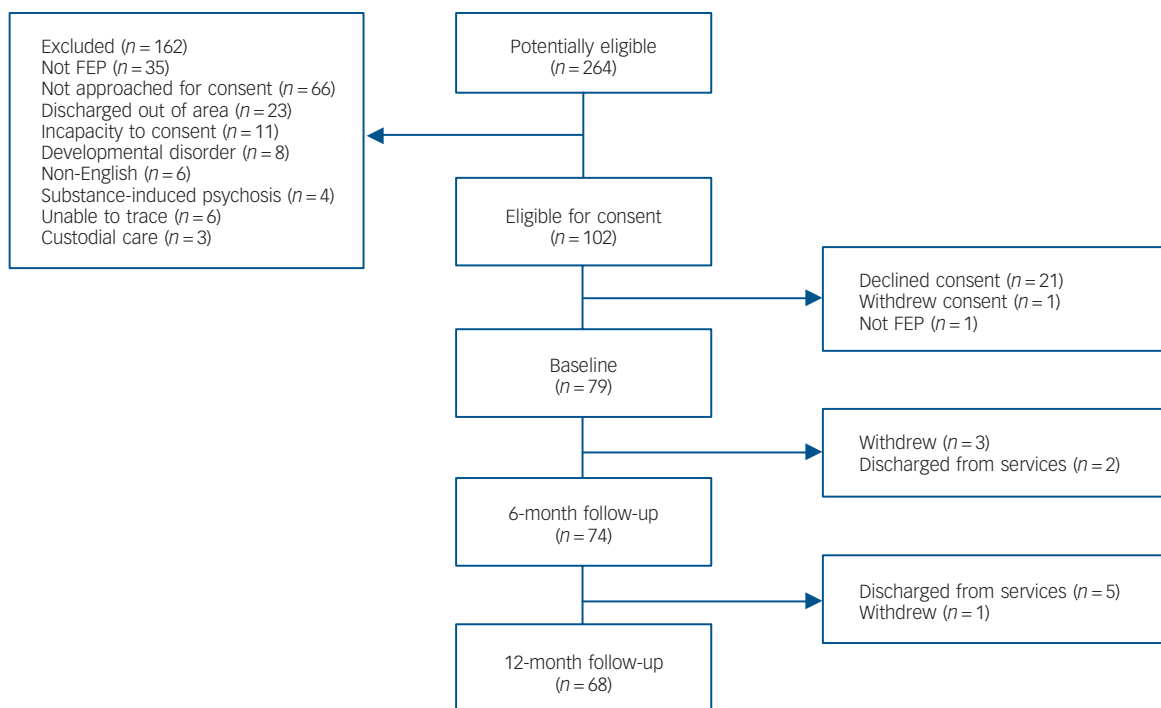 Excluded (n = 162)
Not FEP (n = 35)
Not approached for consent (n = 66)
Discharged out of area (n = 23)
Incapacity to consent (n = 11)
Developmental disorder (n = 8)
Non-English (n = 6)
Substance-induced psychosis (n = 4)
Unable to trace (n = 6)
Custodial care (n = 3)
Potentially eligible
(n = 264)
Eligible for consent
(n = 102)
Declined consent (n = 21)
Withdrew consent (n = 1)
Not FEP (n = 1)
Baseline
(n = 79)
Withdrew (n = 3)
Discharged from services (n = 2)
6-month follow-up
(n = 74)
Discharged from services (n = 5)
Withdrew (n = 1)
12-month follow-up
(n = 68)